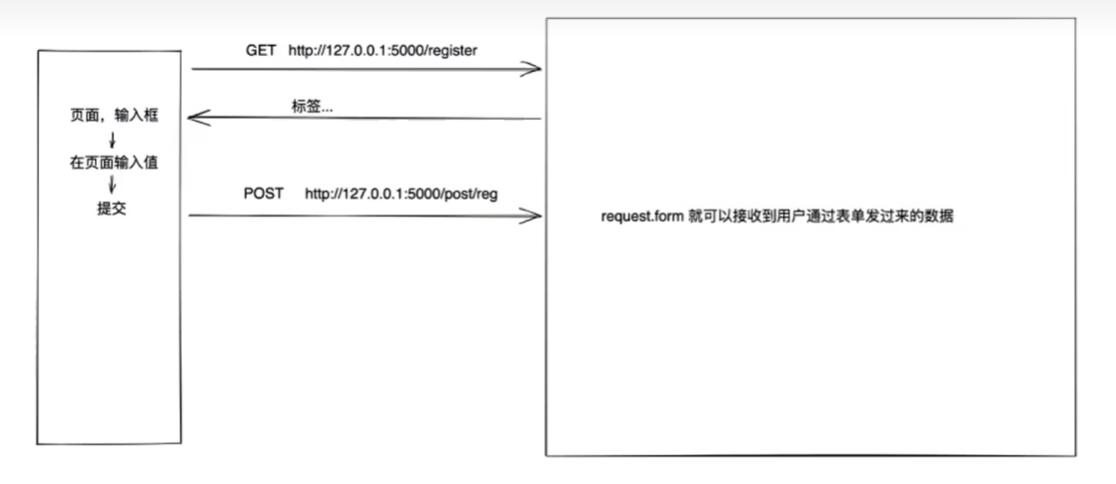 GET http://127.0.0.1:5000/register
标签...
页面，输入框
在页面输入值
提交
POST http://127.0.0.1:5000/post/reg
request.form 就可以接收到用户通过表单发过来的数据